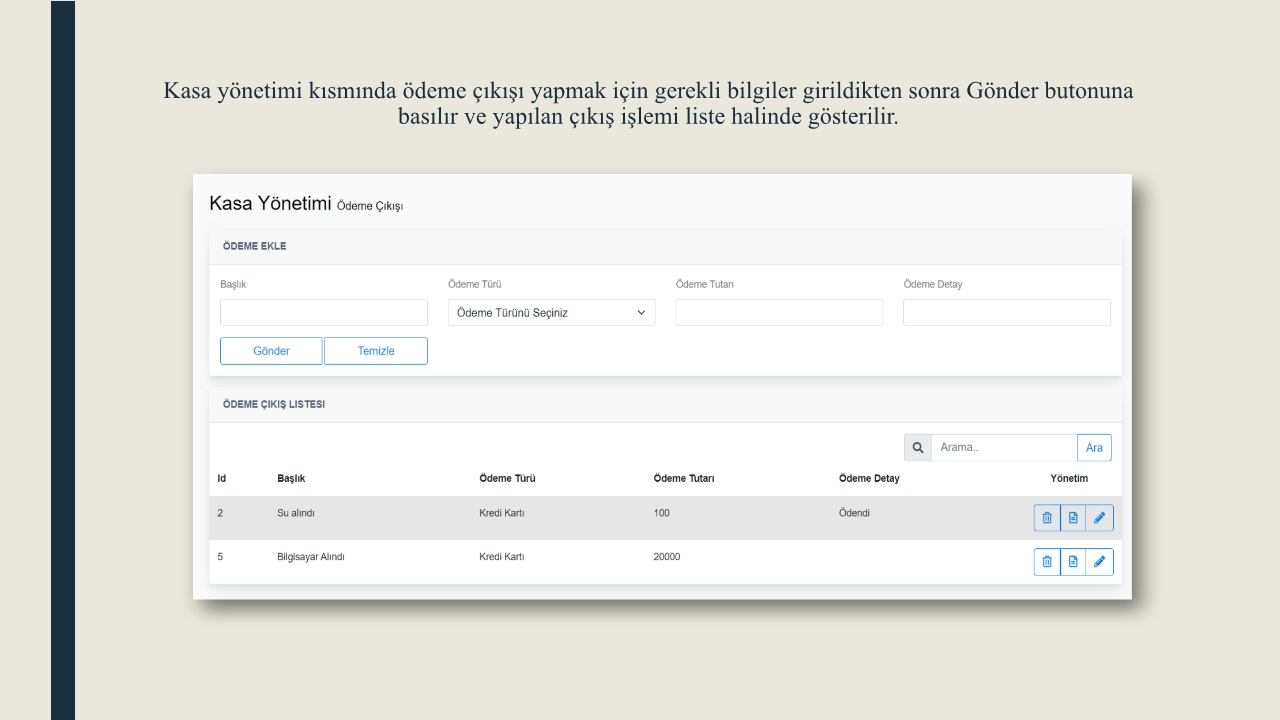 Kasa yönetimi kısmında ödeme çıkışı yapmak için gerekli bilgiler girildikten sonra Gönder butonuna
basılır ve yapılan çıkış işlemi liste halinde gösterilir.
Kasa Yönetimi Ödeme Çıkışı
ÖDEME EKLE
Başlık Ödeme Türü Ödeme Tutarı Ödeme Detay
Ödeme Türünü Seçiniz
Gönder Temizle
ÖDEME ÇIKIŞ LISTESI
Arama.. Ara
Id Başlık Ödeme Türü Ödeme Tutarı Ödeme Detay Yönetim
2 Su alındı Kredi Kartı 100 Ödendi
5 Bilgisayar Alındı Kredi Kartı 20000